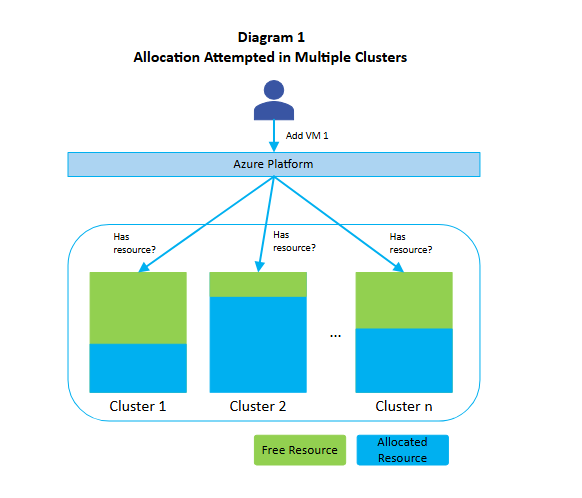 Diagram 1
Allocation Attempted in Multiple Clusters
Add VM 1
Azure Platform
Has
resource?
Has
resource?
Has
resource?
...
Cluster 1
Cluster 2
Cluster n
Free Resource
Allocated
Resource